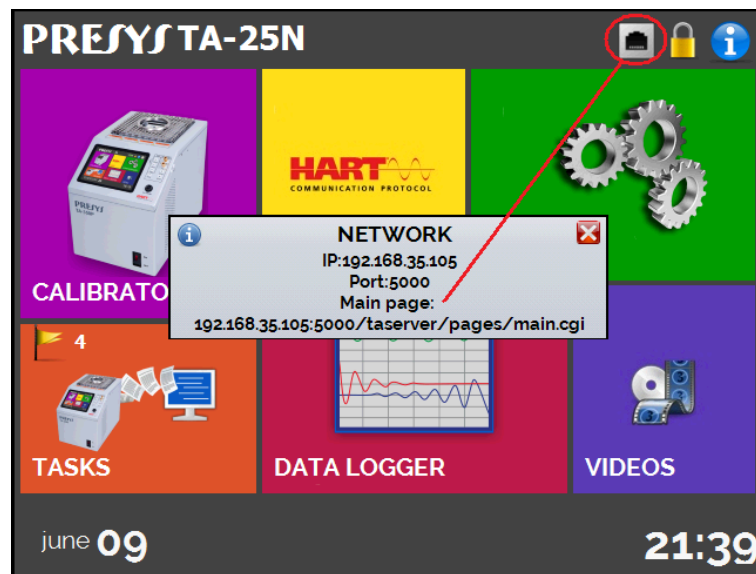 PRESYS TA-25N
HART
COMMUNICATION PROTOCOL
PRESYS
NETWORK
IP:192.168.35.105
Port:5000
Main page:
192.168.35.105:5000/taserver/pages/main.cgi
CALIBRATO
4
TASKS
DATA LOGGER
VIDEOS
june 09
21:39